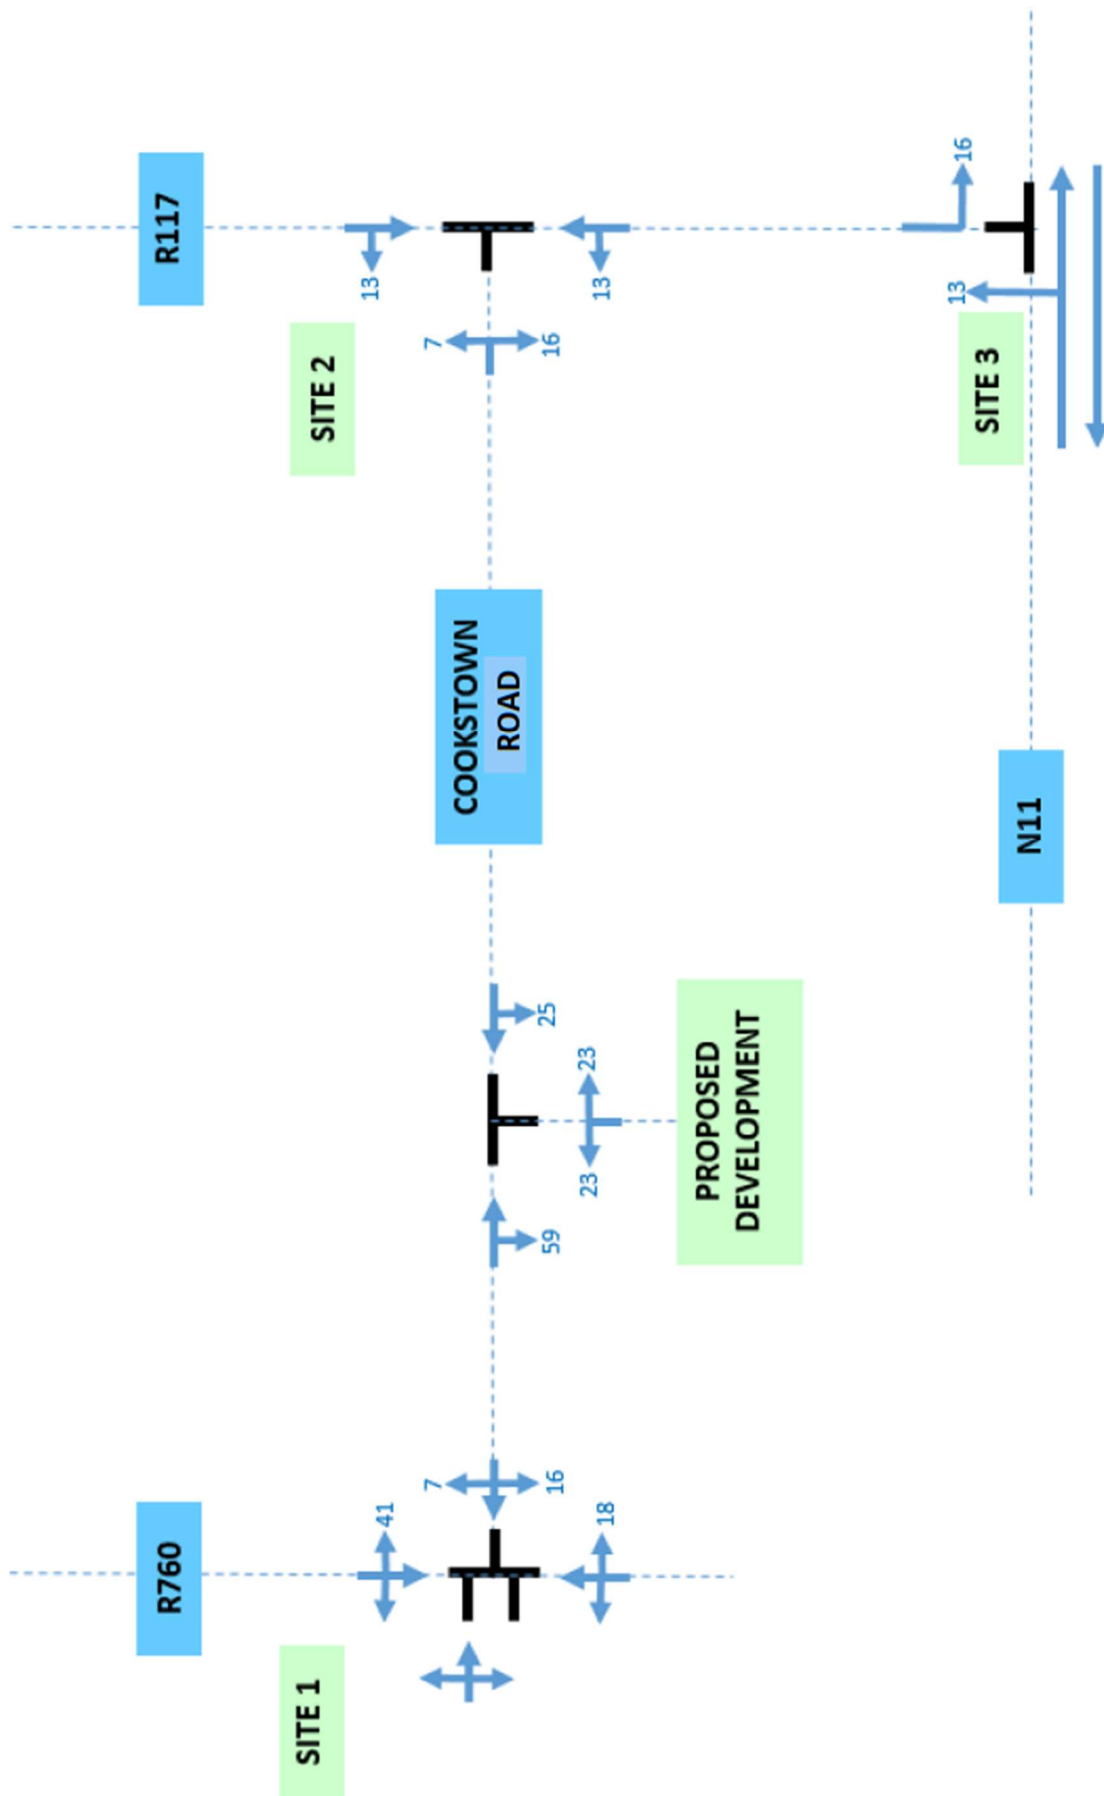 R760
R117
SITE 1
SITE 2
41
13
7
7
COOKSTOWN
ROAD
16
59
25
16
18
23
23
13
PROPOSED
DEVELOPMENT
13
16
SITE 3
N11